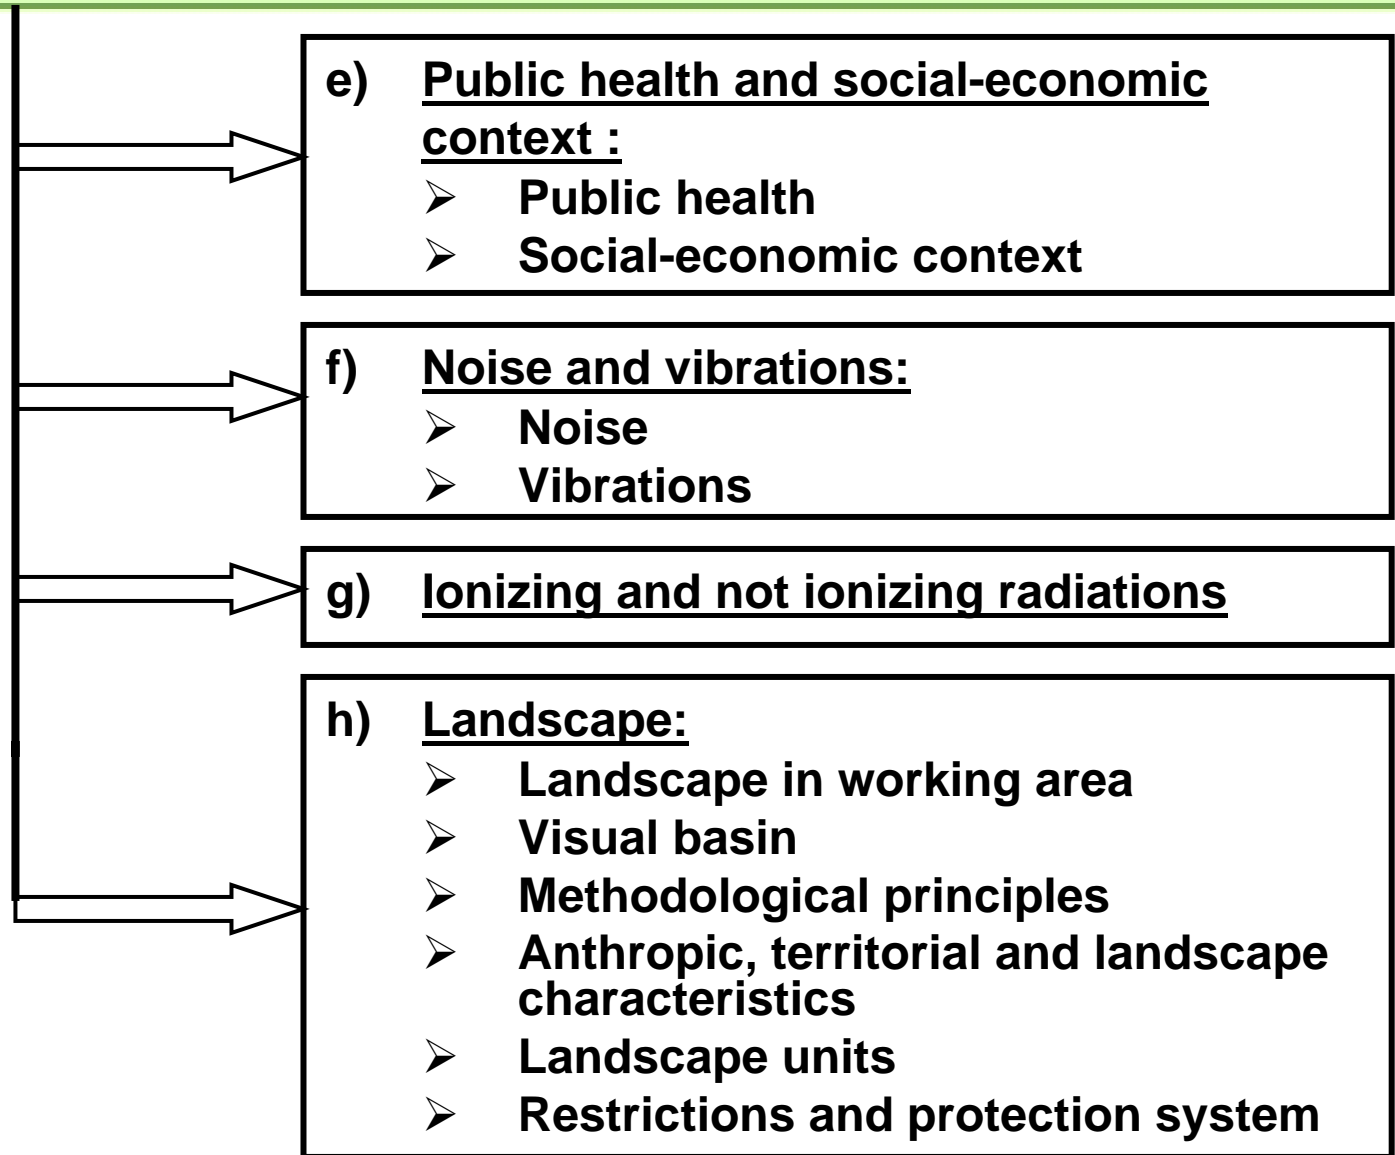 e) Public health and social-economic
context :
➢ Public health
➢ Social-economic context
f) Noise and vibrations:
➢ Noise
➢ Vibrations
g) Ionizing and not ionizing radiations
h) Landscape:
➢ Landscape in working area
➢ Visual basin
➢ Methodological principles
➢ Anthropic, territorial and landscape
characteristics
➢ Landscape units
➢ Restrictions and protection system